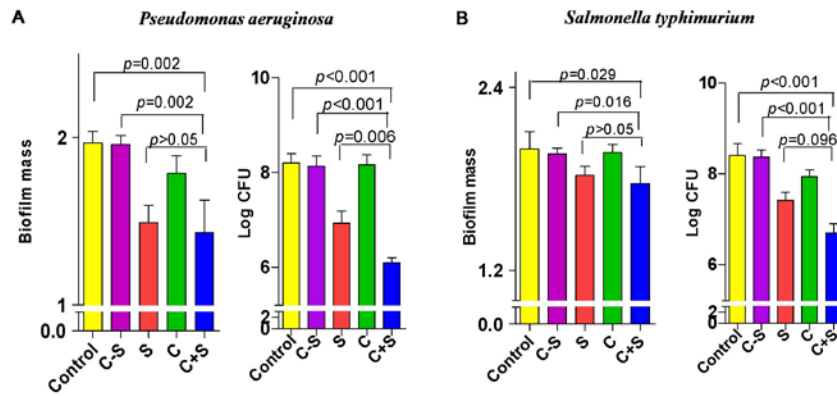 A
Pseudomonas aeruginosa
B
Salmonella typhimurium
Biofilm mass
2
1
0.0
p=0.002
p=0.002
p>0.05
Control
C-S
S
C
C+S
Log CFU
10
8
6
2
0
p<0.001
p<0.001
p=0.006
Control
C-S
S
C
C+S
Biofilm mass
2.4
1.2
0.0
p=0.029
p=0.016
p>0.05
Control
C-S
S
C
C+S
Log CFU
10
8
6
2
0
p<0.001
p<0.001
p=0.096
Control
C-S
S
C
C+S